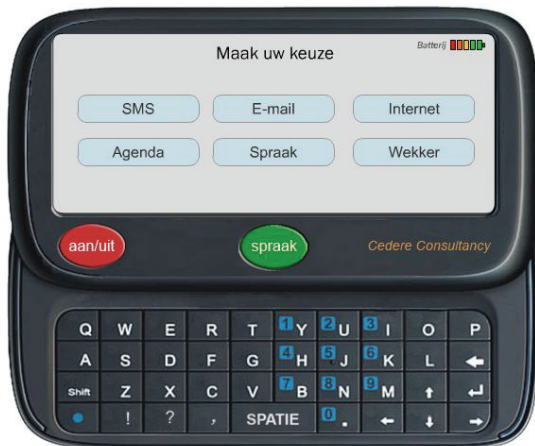 Maak uw keuze
Batterij
SMS E-mail Internet
Agenda Spraak Wekker
aan/uit spraak Cedere Consultancy
Q W E R T 1 Y 2 U 3 I O P
A S D F G 4 H 5 J 6 K L ←
Shift Z X C V 7 B 8 N 9 M ↑ ↵
! ? , SPATIE 0 . ← ↓ →